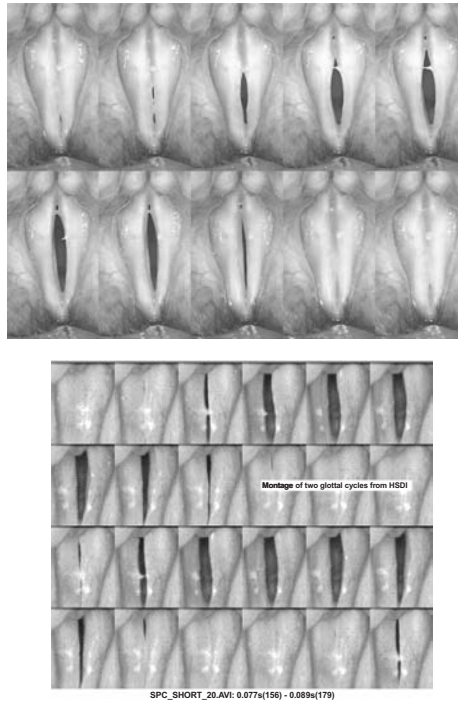 Montage of two glottal cycles from HSDI
SPC_SHORT_20.AVI: 0.077s(156) - 0.089s(179)